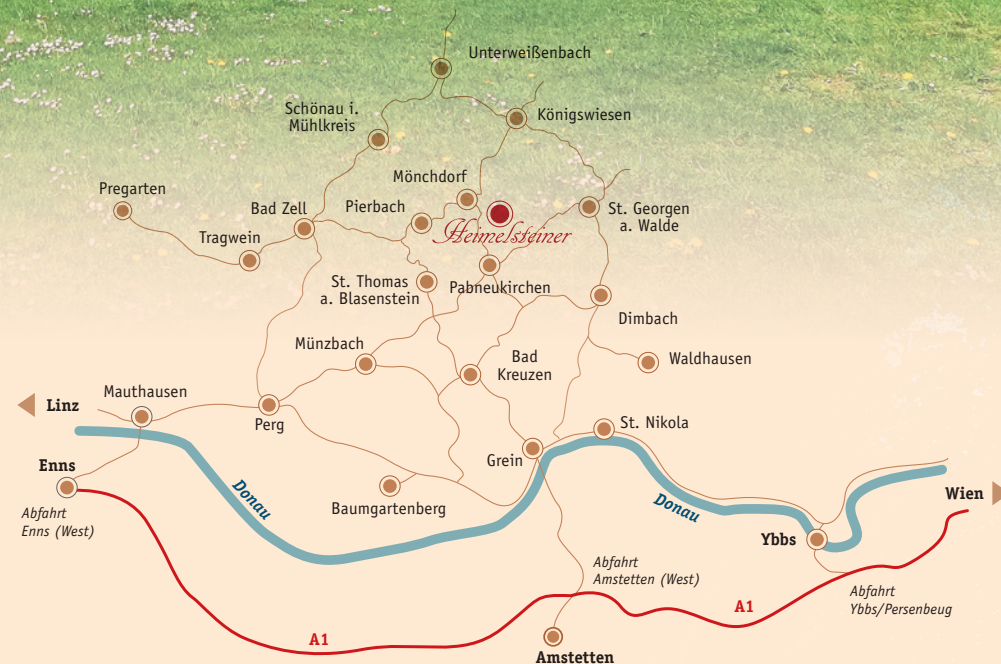 Unterweißenbach
Schönau i.
Mühlkreis
Königswiesen
Mönchdorf
Pregarten
Bad Zell
Pierbach
St. Georgen
a. Walde
Tragwein
Heimelsteiner
St. Thomas
a. Blasenstein
Pabneukirchen
Dimbach
Münzbach
Bad
Kreuzen
Waldhausen
Mauthausen
Linz
Perg
St. Nikola
Grein
Enns
Donau
Baumgartenberg
Donau
Wien
Abfahrt
Enns (West)
Ybbs
Abfahrt
Amstetten (West)
Abfahrt
Ybbs/Persenbeug
A1
A1
Amstetten